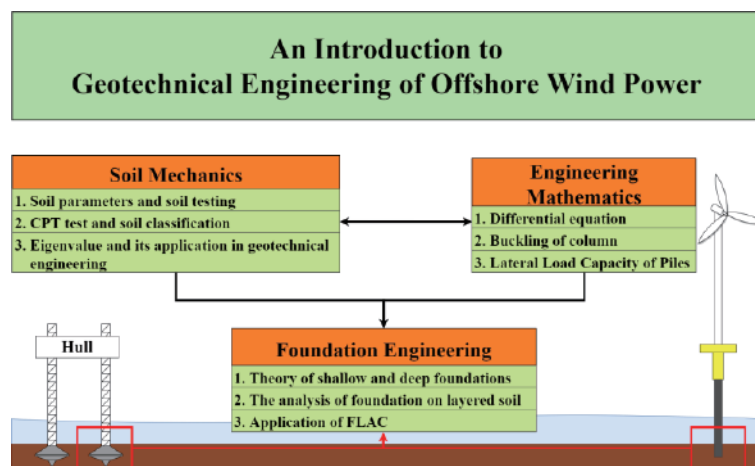 An Introduction to
Geotechnical Engineering of Offshore Wind Power
Soil Mechanics
1. Soil parameters and soil testing
2. CPT test and soil classification
3. Eigenvalue and its application in geotechnical
engineering
Engineering
Mathematics
1. Differential equation
2. Buckling of column
3. Lateral Load Capacity of Piles
Hull
Foundation Engineering
1. Theory of shallow and deep foundations
2. The analysis of foundation on layered soil
3. Application of FLAC